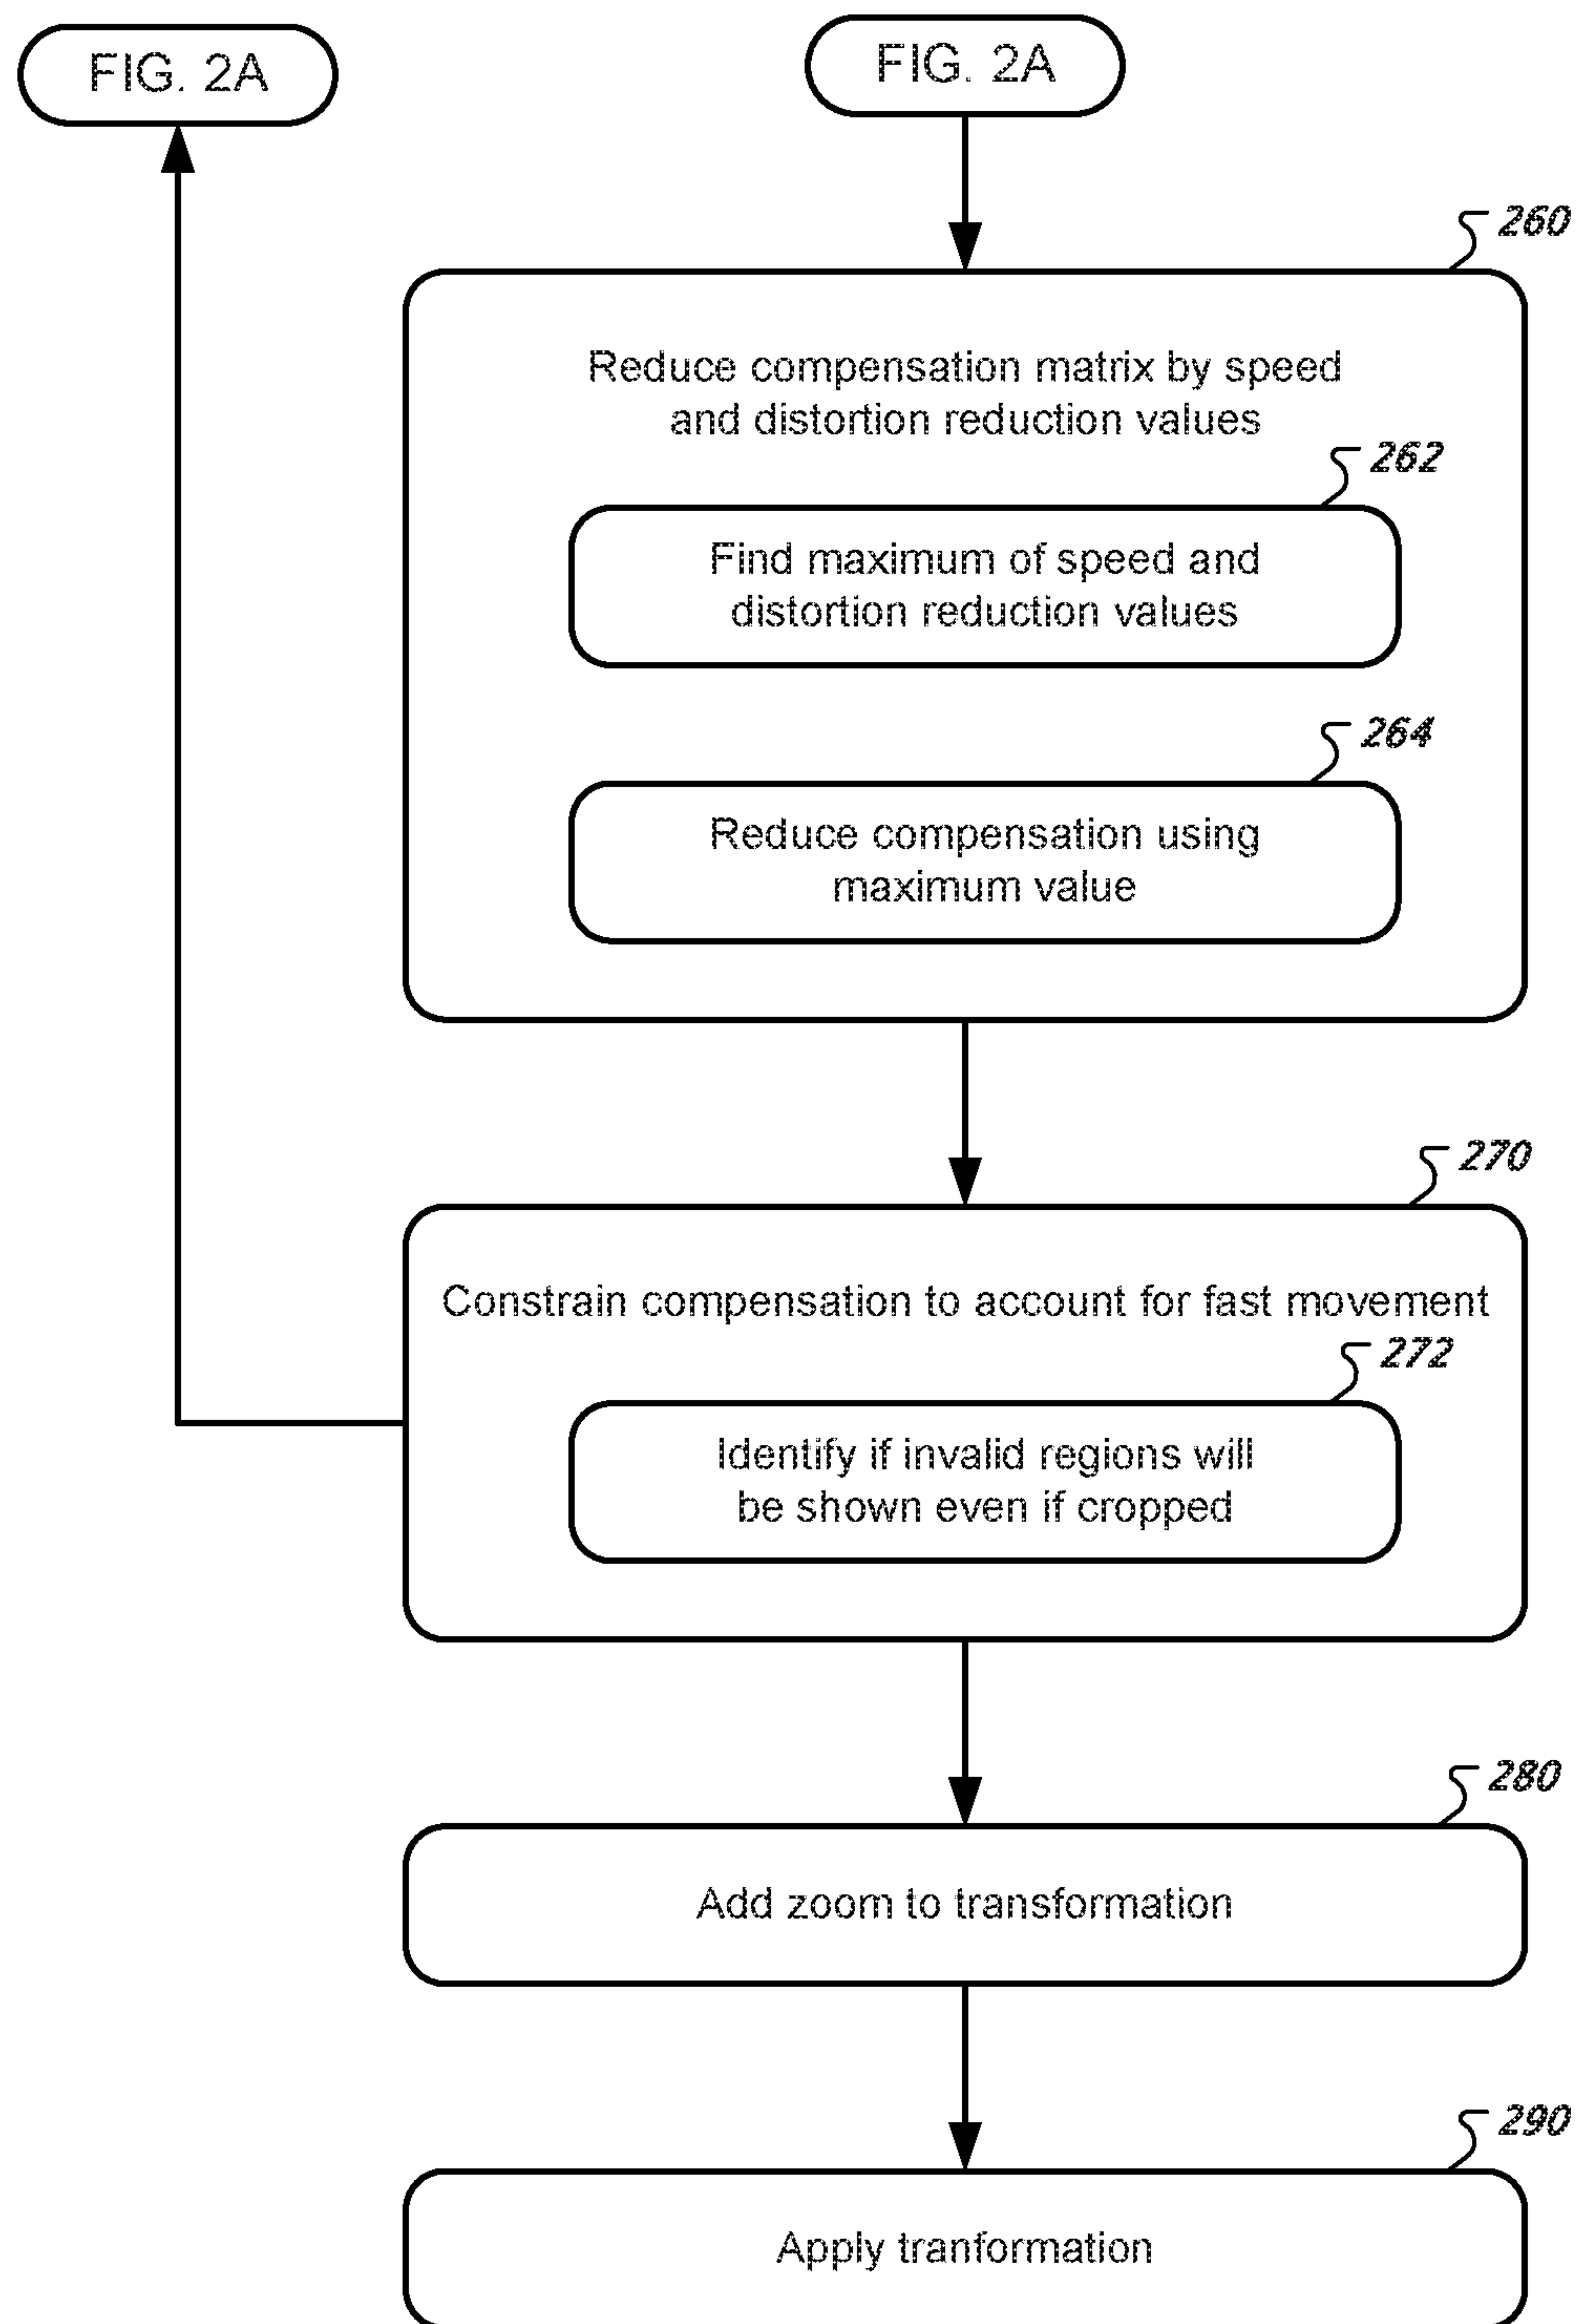 FIG. 2A
FIG. 2A
260
Reduce compensation matrix by speed
and distortion reduction values
262
Find maximum of speed and
distortion reduction values
264
Reduce compensation using
maximum value
270
Constrain compensation to account for fast movement
272
Identify if invalid regions will
be shown even if cropped
280
Add zoom to transformation
290
Apply tranformation